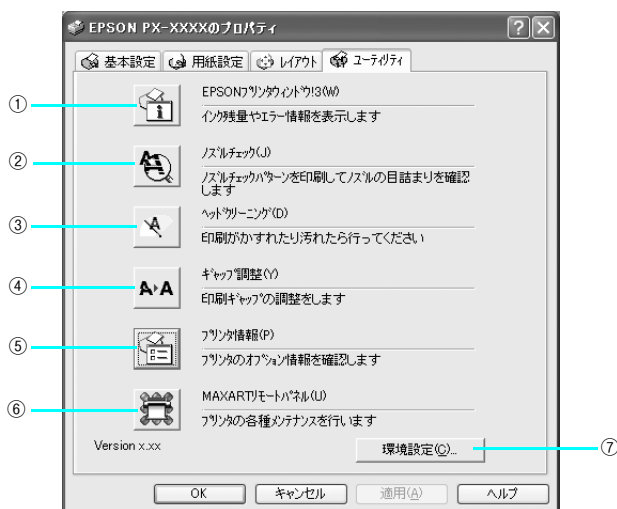 EPSON PX-XXXXのプロパティ
基本設定
用紙設定
レイアウト
ユーティリティ
①
EPSONプリンタウィンドウ!3(W)
インク残量やエラー情報を表示します
②
ノズルチェック(J)
ノズルチェックパターンを印刷してノズルの目詰まりを確認
します
③
ヘッドクリーニング(D)
印刷がかすれたり汚れたら行ってください
④
ギャップ調整(Y)
印刷ギャップの調整をします
⑤
プリンタ情報(P)
プリンタのオプション情報を確認します
⑥
MAXARTリモートパネル(U)
プリンタの各種メンテナンスを行います
Version x.xx
環境設定(C)...
⑦
OK
キャンセル
適用(A)
ヘルプ